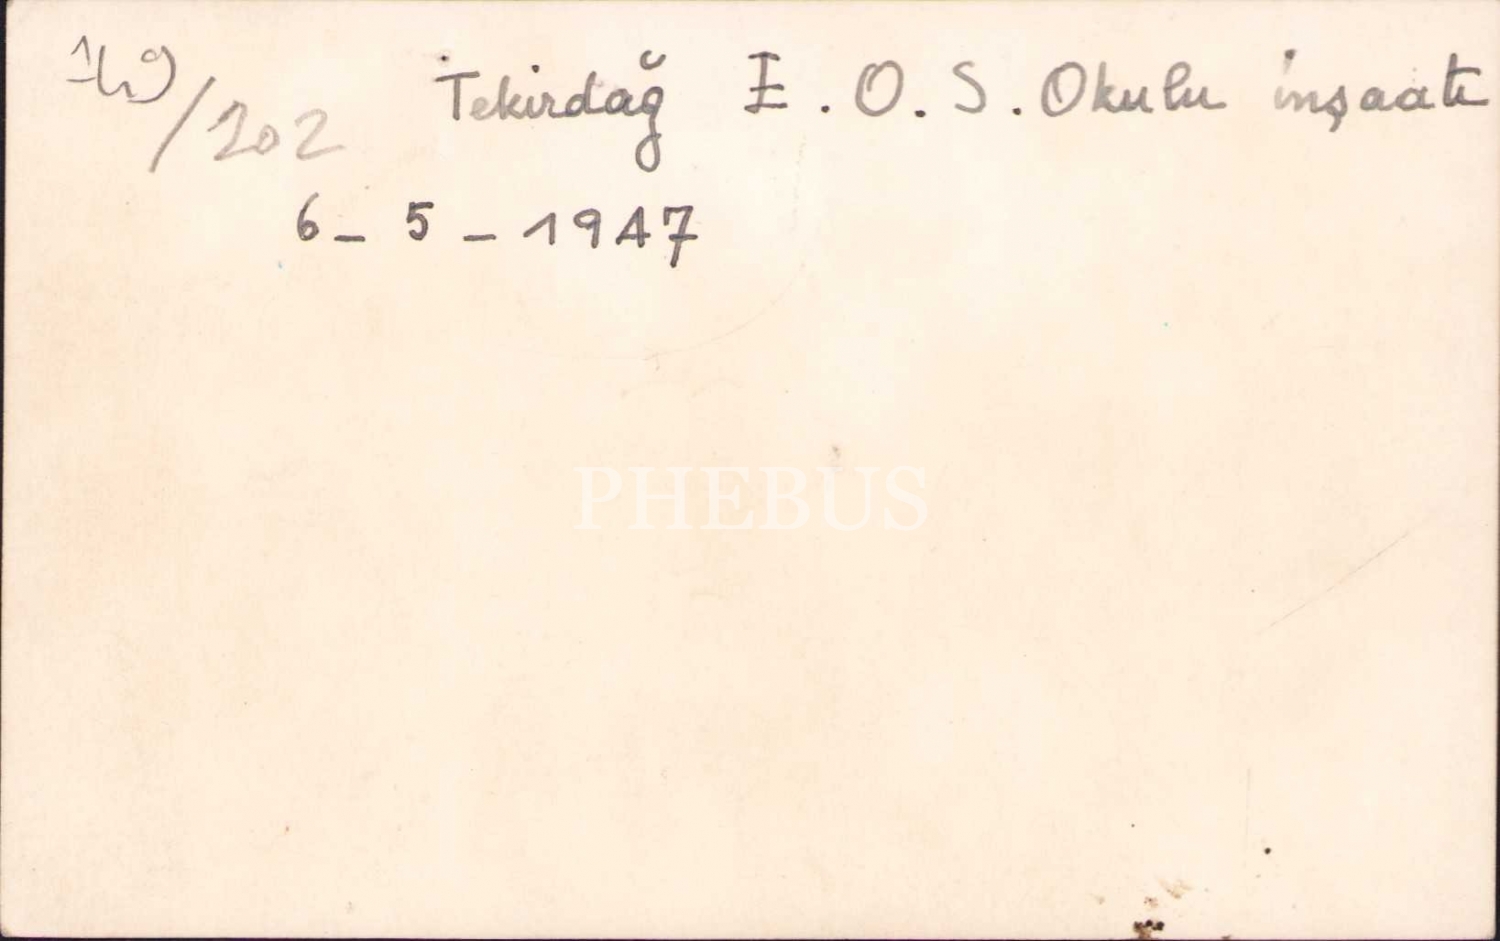 /202 Tekirdağ E.O.S. Okulu inşaatı
6-5-1947
PHEBUS